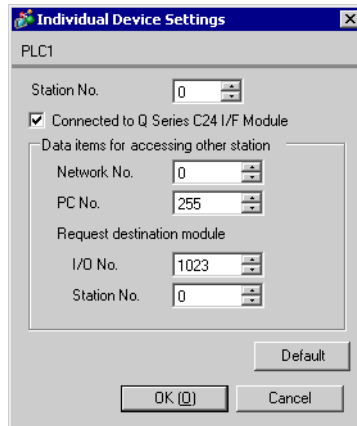 Individual Device Settings
PLC1
Station No. 0
Connected to Q Series C24 I/F Module
Data items for accessing other station
Network No. 0
PC No. 255
Request destination module
I/O No. 1023
Station No. 0
Default
OK (O) Cancel